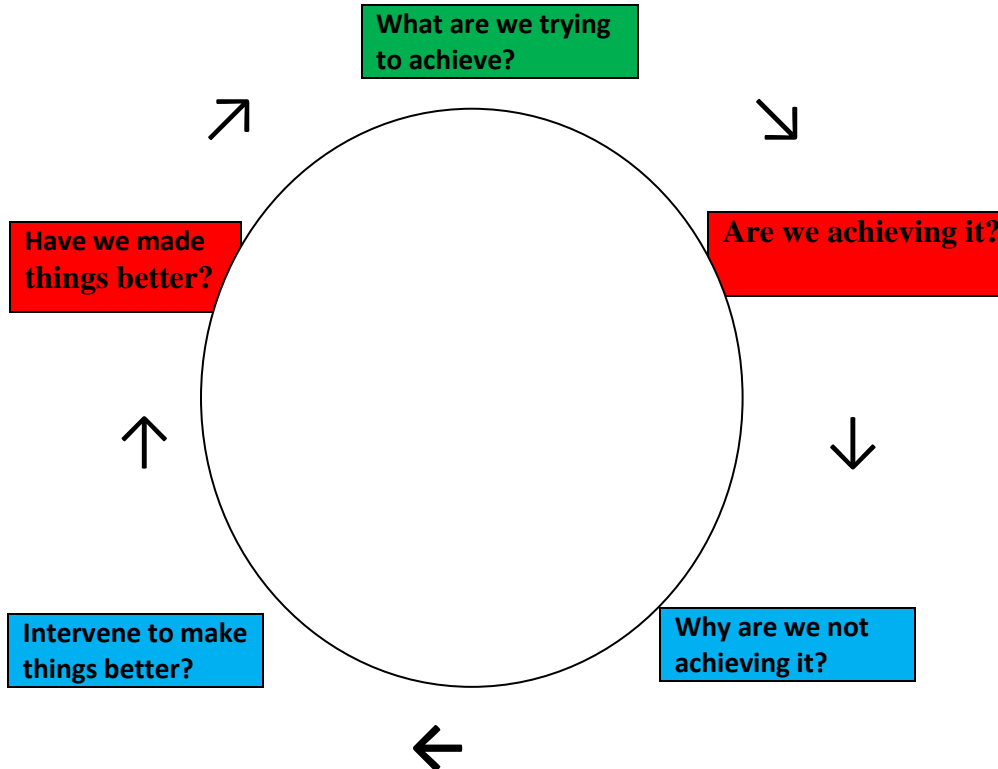 What are we trying
to achieve?
Have we made
things better?
Are we achieving it?
Intervene to make
things better?
Why are we not
achieving it?